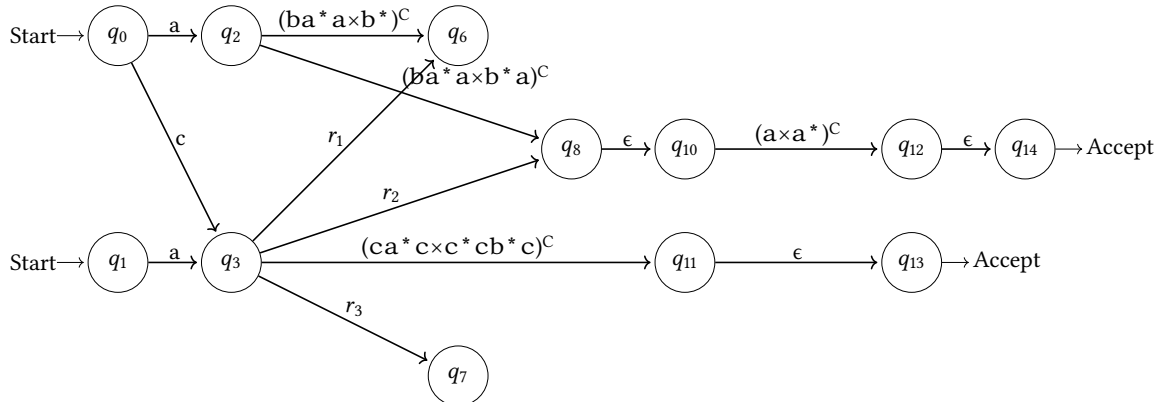 a (ba*a×b*)ᶜ
Start q₀ q₂ q₆
(ba*a×b*a)ᶜ
c r₁ (a×a*)ᶜ
q₈ ϵ q₁₀ q₁₂ ϵ q₁₄ Accept
r₂
a (ca*c×c*cb*c)ᶜ ϵ
Start q₁ q₃ q₁₁ q₁₃ Accept
r₃
q₇